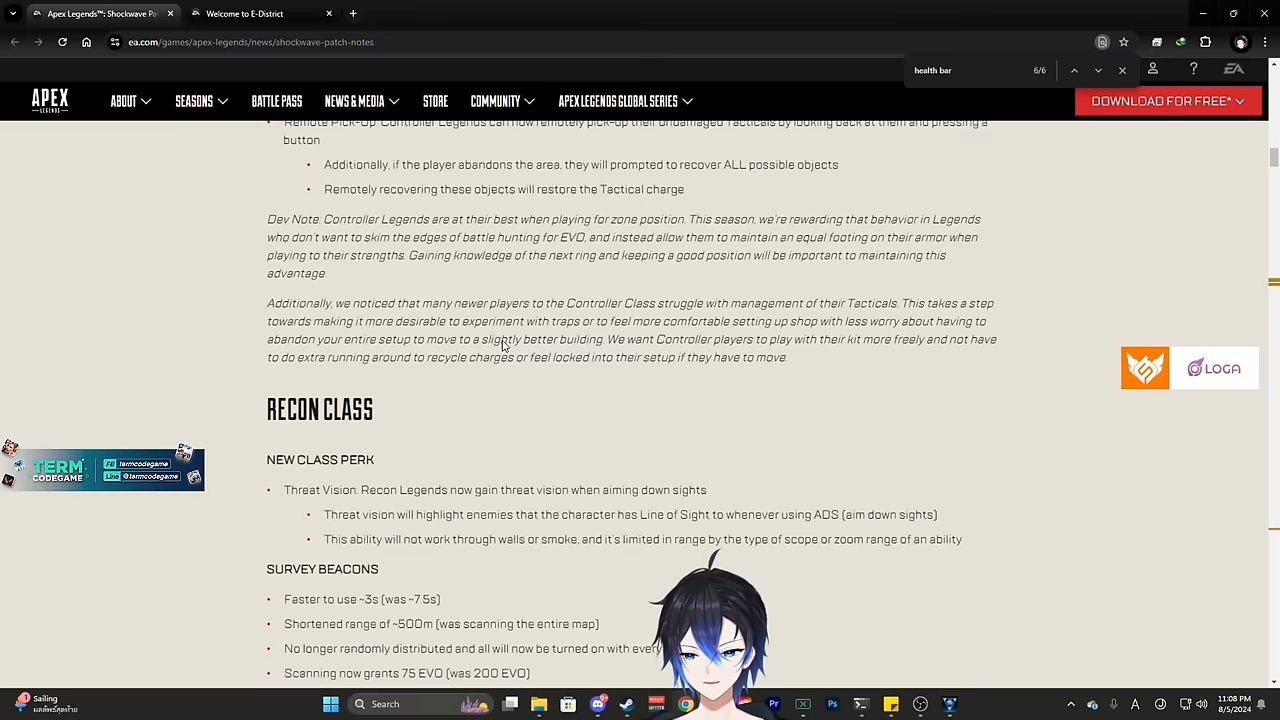 Apex Legends™: Shockwave Pa
Welcome to E-District
ea.com/games/apex-legends/news/shockwave-patch-notes
health bar 6/6
APEX LEGENDS
ABOUT SEASONS BATTLE PASS NEWS & MEDIA STORE COMMUNITY APEX LEGENDS GLOBAL SERIES
EA
DOWNLOAD FOR FREE*
Remote Pick-Up: Controller Legends can now remotely pick-up their undamaged Tacticals by looking back at them and pressing a
button
Additionally, if the player abandons the area, they will prompted to recover ALL possible objects
Remotely recovering these objects will restore the Tactical charge
Dev Note: Controller Legends are at their best when playing for zone position. This season, we're rewarding that behavior in Legends
who don't want to skim the edges of battle hunting for EVO, and instead allow them to maintain an equal footing on their armor when
playing to their strengths. Gaining knowledge of the next ring and keeping a good position will be important to maintaining this
advantage.
Additionally, we noticed that many newer players to the Controller Class struggle with management of their Tacticals. This takes a step
towards making it more desirable to experiment with traps or to feel more comfortable setting up shop with less worry about having to
abandon your entire setup to move to a slightly better building. We want Controller players to play with their kit more freely and not have
to do extra running around to recycle charges or feel locked into their setup if they have to move.
LOGA
RECON CLASS
TERM
CODEGAME
FB termcodegame
Line @termcodegame
NEW CLASS PERK
Threat Vision: Recon Legends now gain threat vision when aiming down sights
Threat vision will highlight enemies that the character has Line of Sight to whenever using ADS (aim down sights)
This ability will not work through walls or smoke, and it's limited in range by the type of scope or zoom range of an ability
SURVEY BEACONS
Faster to use ~3s (was ~7.5s)
Shortened range of ~500m (was scanning the entire map)
No longer randomly distributed and all will now be turned on with every
Scanning now grants 75 EVO (was 200 EVO)
1
Sailing
Search
11:08 PM
8/5/2024